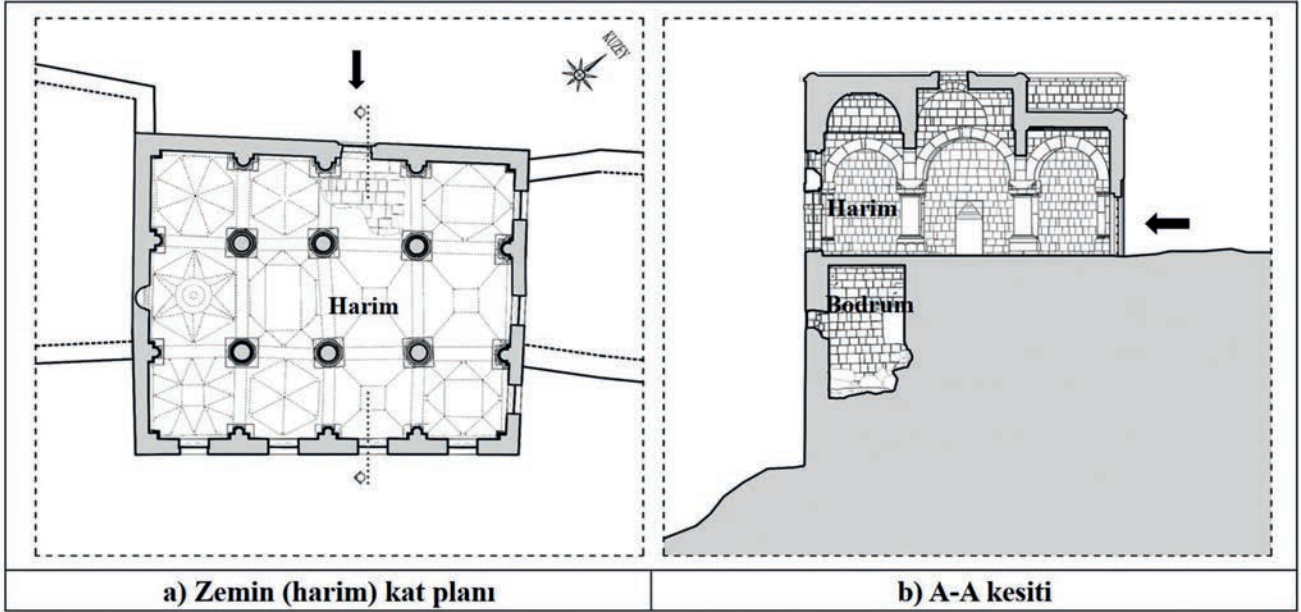 KUZEY
Harim
a) Zemin (harim) kat planı
Harim
Bodrum
b) A-A kesiti